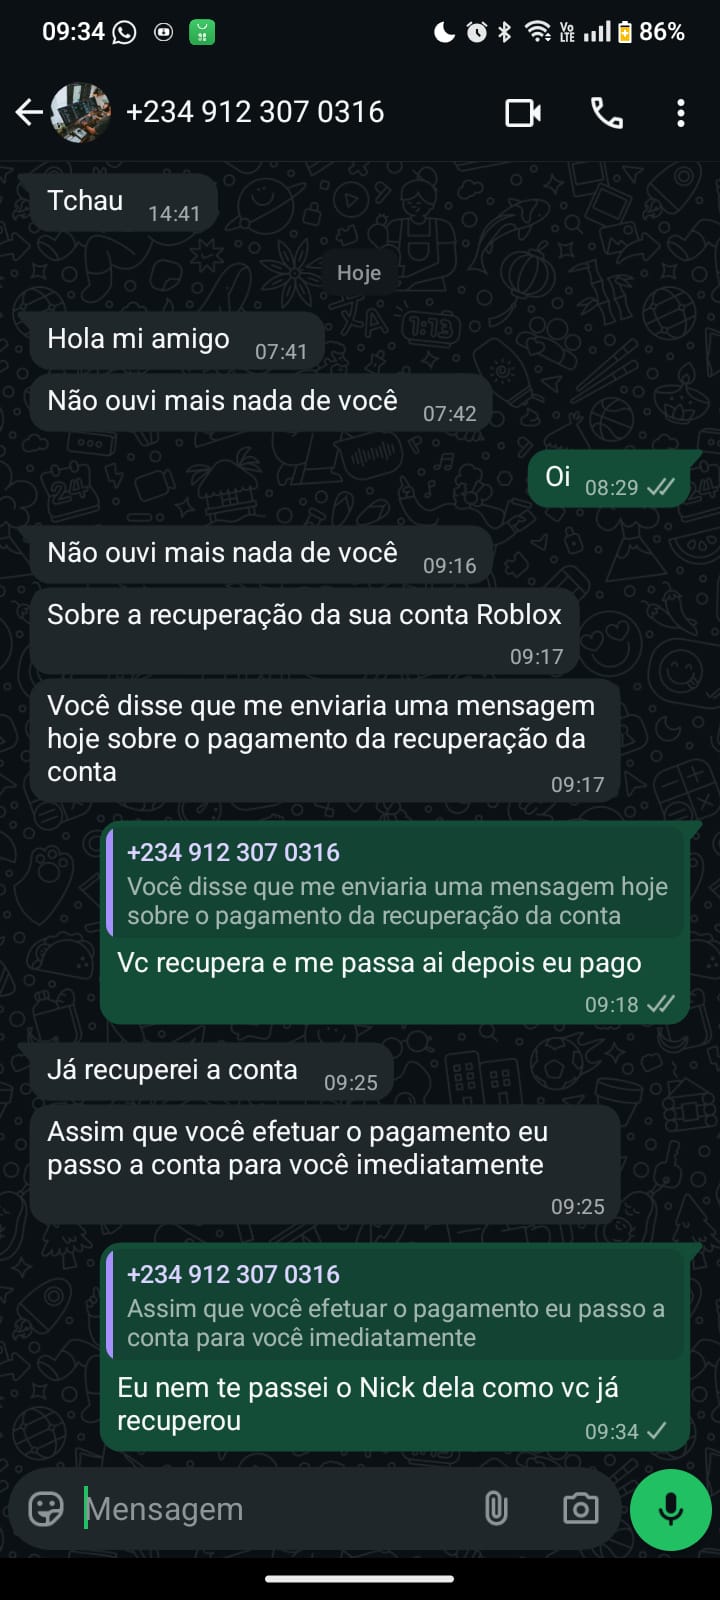 09:34
Vo
LTE
86%
+234 912 307 0316
Tchau 14:41
Hoje
Hola mi amigo 07:41
Não ouvi mais nada de você 07:42
Oi 08:29
Não ouvi mais nada de você 09:16
Sobre a recuperação da sua conta Roblox
09:17
Você disse que me enviaria uma mensagem
hoje sobre o pagamento da recuperação da
conta 09:17
+234 912 307 0316
Você disse que me enviaria uma mensagem hoje
sobre o pagamento da recuperação da conta
Vc recupera e me passa ai depois eu pago
09:18
Já recuperei a conta 09:25
Assim que você efetuar o pagamento eu
passo a conta para você imediatamente
09:25
+234 912 307 0316
Assim que você efetuar o pagamento eu passo a
conta para você imediatamente
Eu nem te passei o Nick dela como vc já
recuperou 09:34
Mensagem